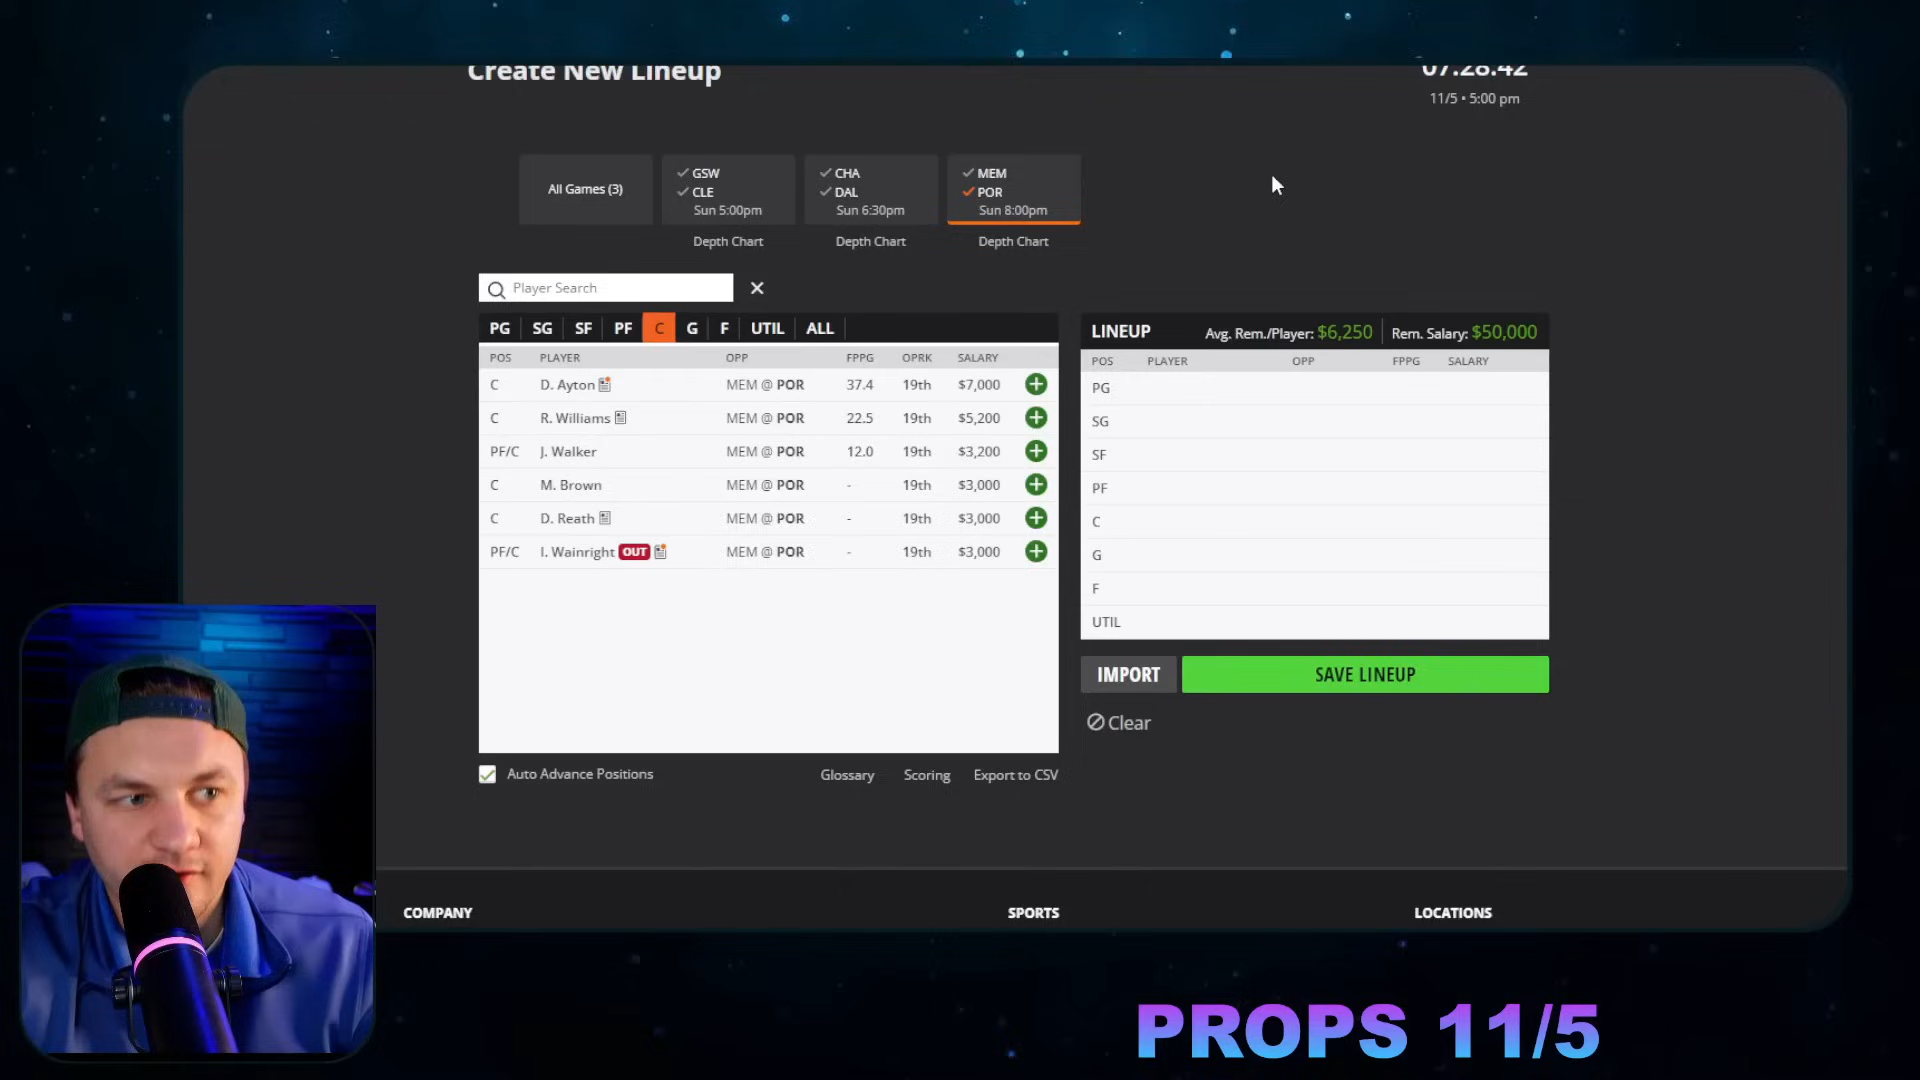 Create New Lineup
07:28:42
11/5 • 5:00 pm
All Games (3)
GSW
CLE
Sun 5:00pm
CHA
DAL
Sun 6:30pm
MEM
POR
Sun 8:00pm
Depth Chart
Depth Chart
Depth Chart
Player Search
PG SG SF PF C G F UTIL ALL
POS PLAYER OPP FPPG OPRK SALARY
C D. Ayton MEM @ POR 37.4 19th $7,000
C R. Williams MEM @ POR 22.5 19th $5,200
PF/C J. Walker MEM @ POR 12.0 19th $3,200
C M. Brown MEM @ POR - 19th $3,000
C D. Reath MEM @ POR - 19th $3,000
PF/C I. Wainright OUT MEM @ POR - 19th $3,000
LINEUP Avg. Rem./Player: $6,250 Rem. Salary: $50,000
POS PLAYER OPP FPPG SALARY
PG
SG
SF
PF
C
G
F
UTIL
IMPORT SAVE LINEUP
Clear
Auto Advance Positions Glossary Scoring Export to CSV
COMPANY SPORTS LOCATIONS
PROPS 11/5